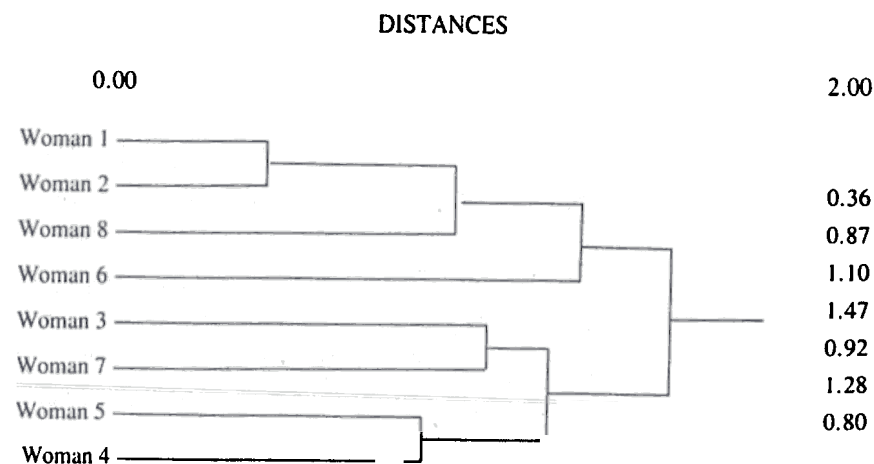 DISTANCES
0.00
2.00
Woman 1
Woman 2
0.36
Woman 8
0.87
Woman 6
1.10
Woman 3
1.47
Woman 7
0.92
Woman 5
1.28
Woman 4
0.80